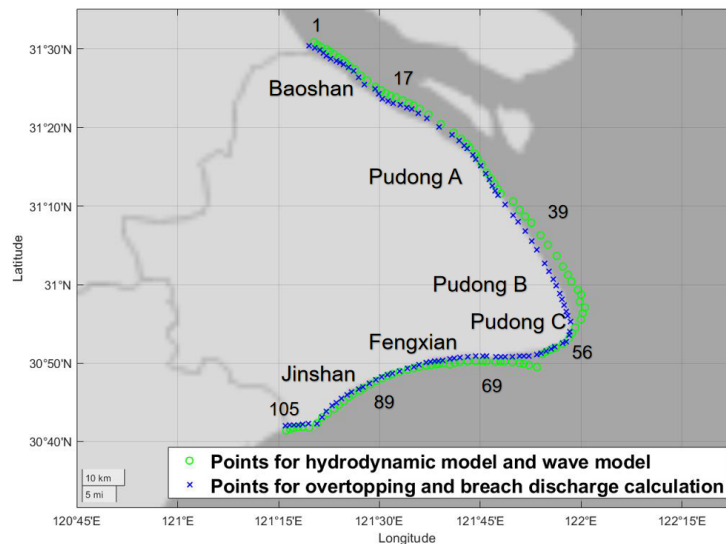 1
31°30'N
Baoshan
17
31°20'N
Pudong A
31°10'N
39
Latitude
31°N
Pudong B
Pudong C
Fengxian
56
30°50'N
Jinshan
69
89
105
30°40'N
Points for hydrodynamic model and wave model
Points for overtopping and breach discharge calculation
10 km
5 mi
120°45'E 121°E 121°15'E 121°30'E 121°45'E 122°E 122°15'E
Longitude